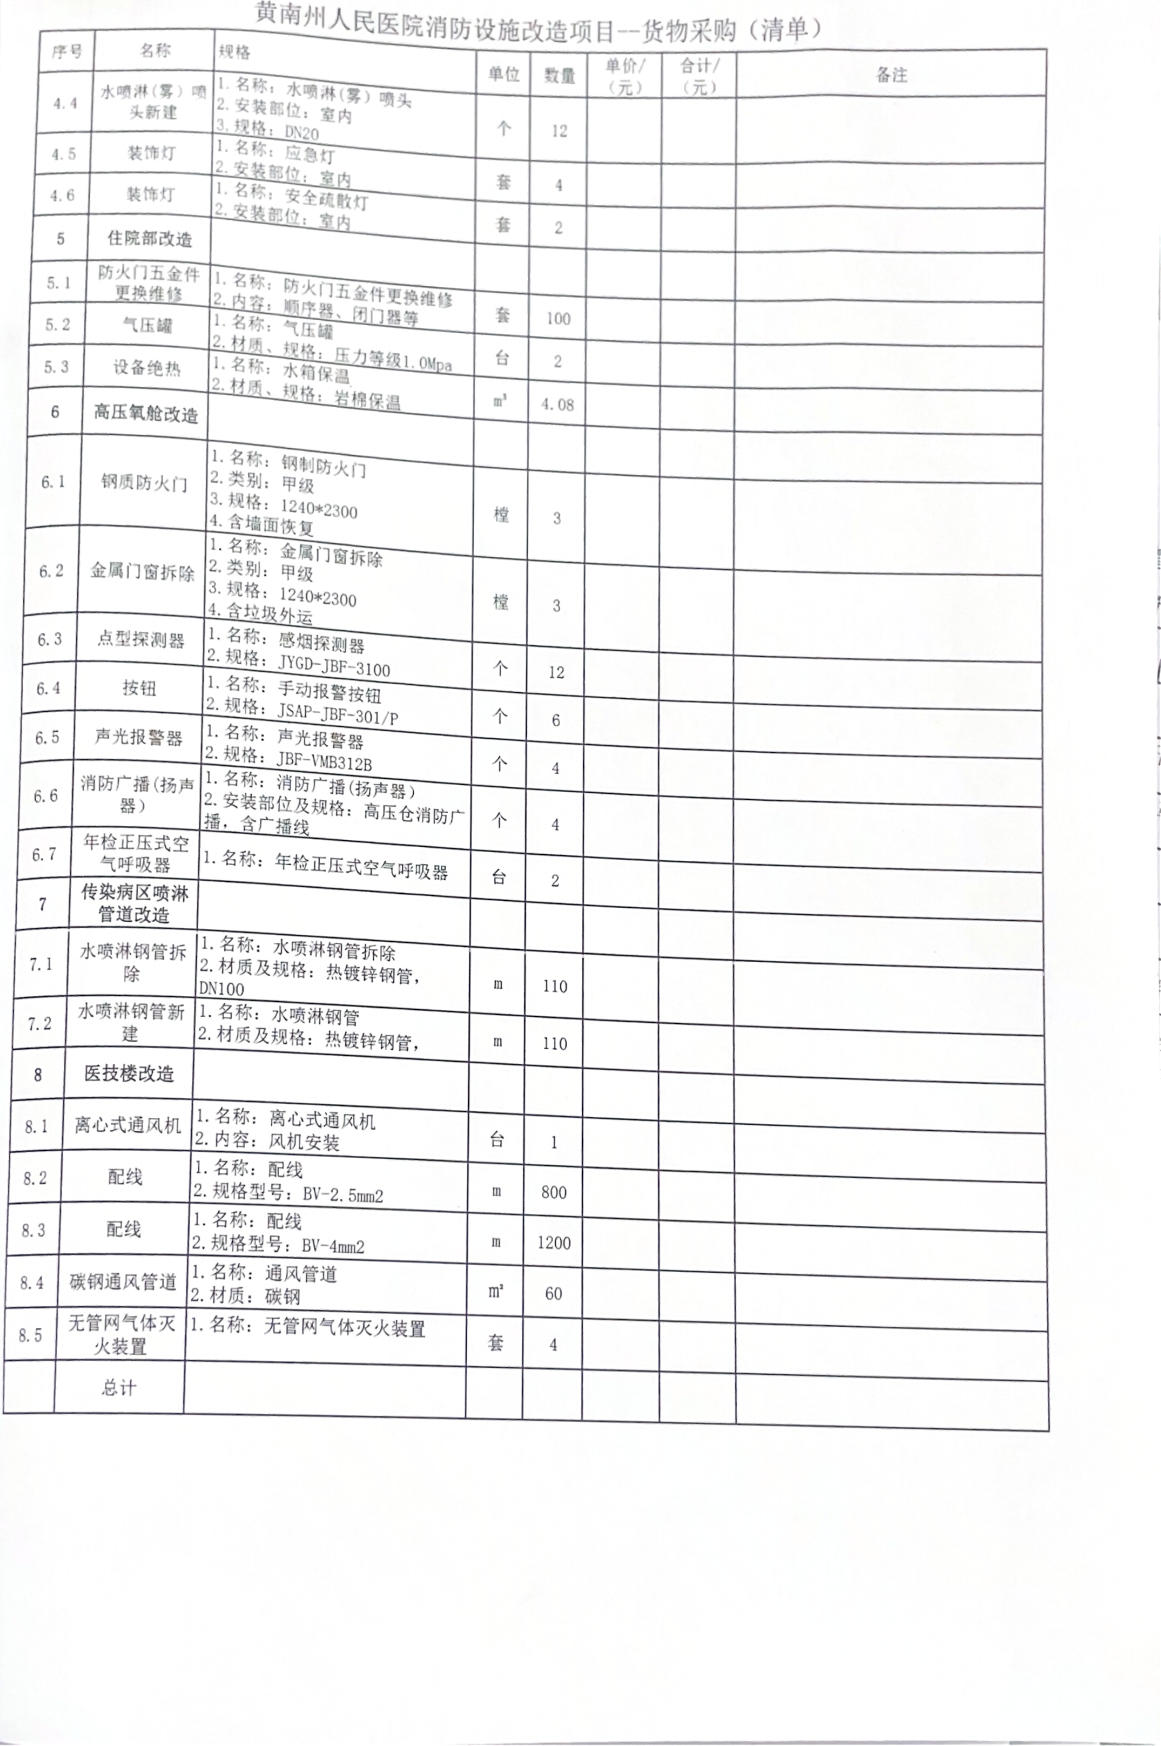 黄南州人民医院消防设施改造项目--货物采购（清单）
序号 名称 规格 单位 数量 单价/（元） 合计/（元） 备注
4.4 水喷淋(雾）喷头新建 1.名称：水喷淋(雾）喷头 个 12
2.安装部位：室内
3.规格：DN20
4.5 装饰灯 1.名称：应急灯 套 4
2.安装部位：室内
4.6 装饰灯 1.名称：安全疏散灯 套 2
2.安装部位：室内
5 住院部改造
5.1 防火门五金件更换维修 1.名称：防火门五金件更换维修 套 100
2.内容：顺序器、闭门器等
5.2 气压罐 1.名称：气压罐 台 2
2.材质、规格：压力等级1.0Mpa
5.3 设备绝热 1.名称：水箱保温 m³ 4.08
2.材质、规格：岩棉保温
6 高压氧舱改造
6.1 钢质防火门 1.名称：钢制防火门 樘 3
2.类别：甲级
3.规格：1240*2300
4.含墙面恢复
6.2 金属门窗拆除 1.名称：金属门窗拆除 樘 3
2.类别：甲级
3.规格：1240*2300
4.含垃圾外运
6.3 点型探测器 1.名称：感烟探测器 个 12
2.规格：JYGD-JBF-3100
6.4 按钮 1.名称：手动报警按钮 个 6
2.规格：JSAP-JBF-301/P
6.5 声光报警器 1.名称：声光报警器 个 4
2.规格：JBF-VMB312B
6.6 消防广播(扬声器） 1.名称：消防广播(扬声器） 个 4
2.安装部位及规格：高压仓消防广
播，含广播线
6.7 年检正压式空气呼吸器 1.名称：年检正压式空气呼吸器 台 2
7 传染病区喷淋管道改造
7.1 水喷淋钢管拆除 1.名称：水喷淋钢管拆除 m 110
2.材质及规格：热镀锌钢管，
DN100
7.2 水喷淋钢管新建 1.名称：水喷淋钢管 m 110
2.材质及规格：热镀锌钢管，
8 医技楼改造
8.1 离心式通风机 1.名称：离心式通风机 台 1
2.内容：风机安装
8.2 配线 1.名称：配线 m 800
2.规格型号：BV-2.5mm2
8.3 配线 1.名称：配线 m 1200
2.规格型号：BV-4mm2
8.4 碳钢通风管道 1.名称：通风管道 m² 60
2.材质：碳钢
8.5 无管网气体灭火装置 1.名称：无管网气体灭火装置 套 4
总计